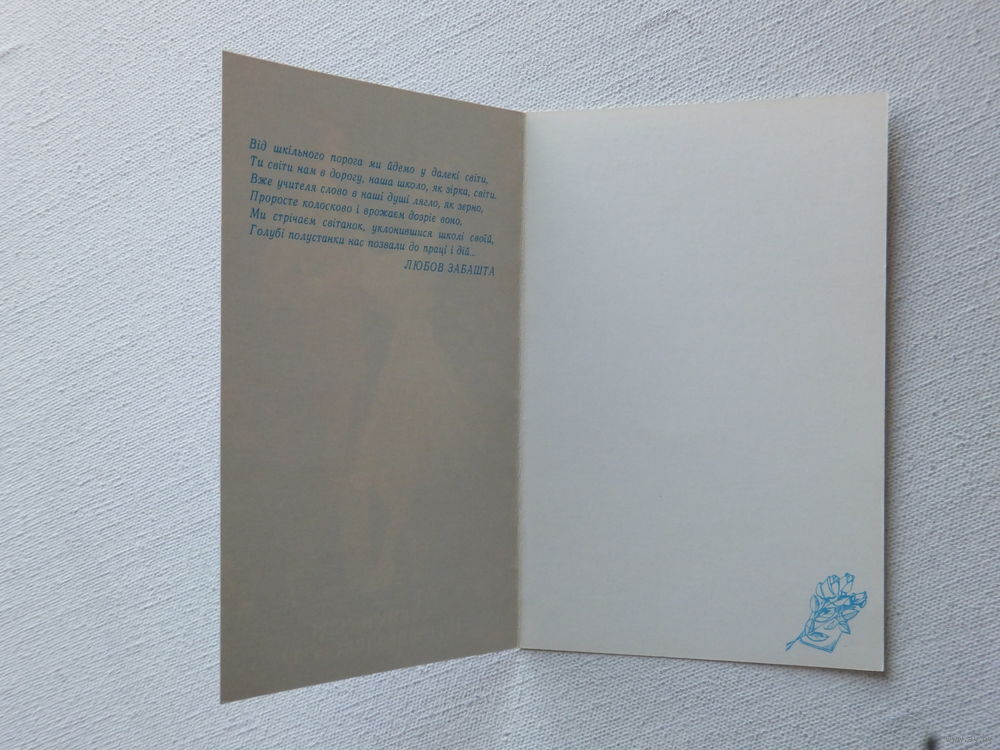 Від шкільного порога ми йдемо у далекі світи.
Ти світи нам в дорогу, наша школо, як зірка, світи.
Вже учителя слово в наші душі лягло, як зерно,
Проросте колосково і врожаєм дозріє воно.
Ми стрічаєм світанок, уклонившися школі своїй,
Голубі полустанки нас позвали до праці і дій...
ЛЮБОВ ЗАБАШТА